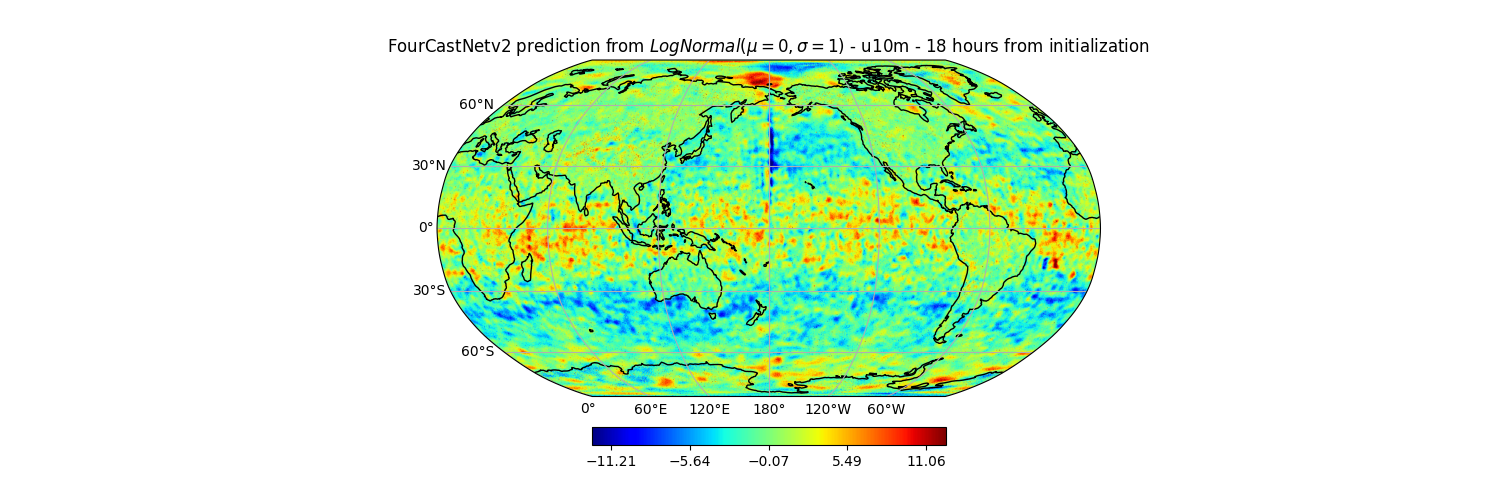 FourCastNetv2 prediction from LogNormal(μ = 0, σ = 1) - u10m - 18 hours from initialization
60°N
30°N
0°
30°S
60°S
0° 60°E 120°E 180° 120°W 60°W
−11.21 −5.64 −0.07 5.49 11.06